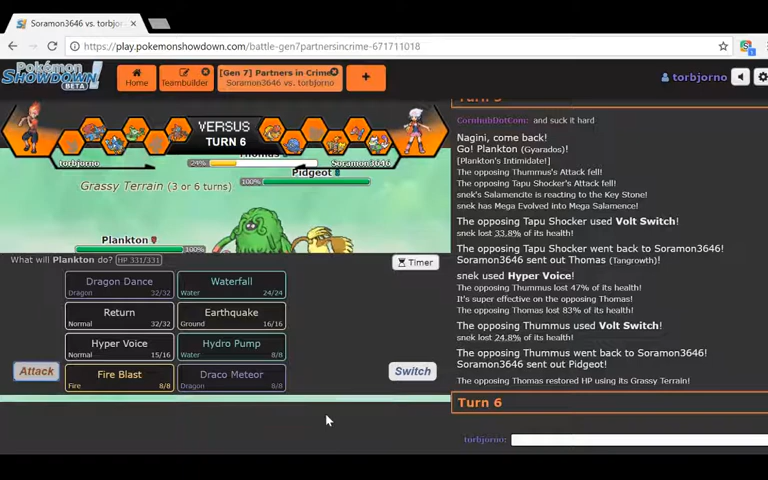 Soramon3646 vs. torbjo
https://play.pokemonshowdown.com/battle-gen7partnersincrime-671711018
Pokémon
SHOWDOWN!
BETA
Home
Teambuilder
[Gen 7] Partners in Crime
Soramon3646 vs. torbjorno
torbjorno
VERSUS
TURN 6
torbjorno
Soramon3646
24%
Grassy Terrain (3 or 6 turns)
Pidgeot
100%
Plankton
100%
What will Plankton do? HP 331/331
Timer
Dragon Dance
Dragon 32/32
Waterfall
Water 24/24
Return
Normal 32/32
Earthquake
Ground 16/16
Hyper Voice
Normal 15/16
Hydro Pump
Water 8/8
Attack
Fire Blast
Fire 8/8
Draco Meteor
Dragon 8/8
Switch
CornhubDotCom: and suck it hard
Nagini, come back!
Go! Plankton (Gyarados)!
[Plankton's Intimidate!]
The opposing Thummus's Attack fell!
The opposing Tapu Shocker's Attack fell!
snek's Salamencite is reacting to the Key Stone!
snek has Mega Evolved into Mega Salamence!
The opposing Tapu Shocker used Volt Switch!
snek lost 33.8% of its health!
The opposing Tapu Shocker went back to Soramon3646!
Soramon3646 sent out Thomas (Tangrowth)!
snek used Hyper Voice!
The opposing Thummus lost 47% of its health!
It's super effective on the opposing Thomas!
The opposing Thomas lost 83% of its health!
The opposing Thummus used Volt Switch!
snek lost 24.8% of its health!
The opposing Thummus went back to Soramon3646!
Soramon3646 sent out Pidgeot!
The opposing Thomas restored HP using its Grassy Terrain!
Turn 6
torbjorno: